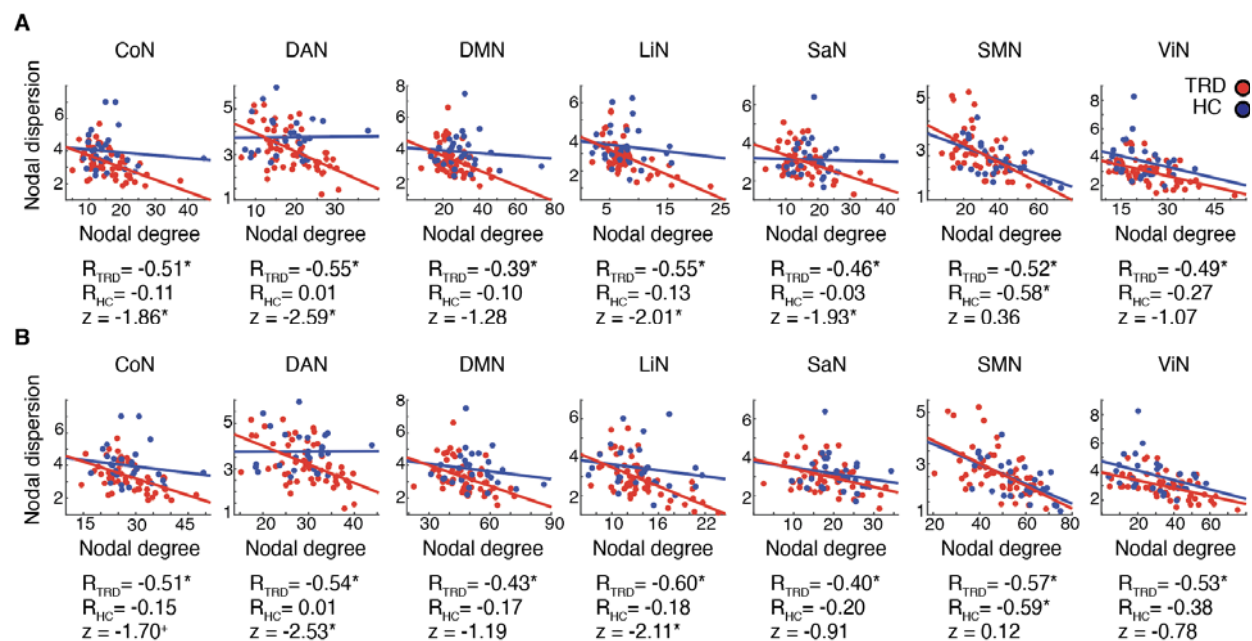 A
CoN DAN DMN LiN SaN SMN ViN
TRD
HC
Nodal dispersion
6 4 2
5 3 1
8 6 4 2
6 4 2
6 4 2
5 3 1
8 6 4 2
10 20 30 40
10 20 30
20 40 60 80
5 15 25
10 20 30 40
20 40 60
15 25 35 45
Nodal degree Nodal degree Nodal degree Nodal degree Nodal degree Nodal degree Nodal degree
RTRD= -0.51* RTRD= -0.55* RTRD= -0.39* RTRD= -0.55* RTRD= -0.46* RTRD= -0.52* RTRD= -0.49*
RHC= -0.11 RHC= 0.01 RHC= -0.10 RHC= -0.13 RHC= -0.03 RHC= -0.58* RHC= -0.27
z = -1.86* z = -2.59* z = -1.28 z = -2.01* z = -1.93* z = 0.36 z = -1.07
B
CoN DAN DMN LiN SaN SMN ViN
Nodal dispersion
6 4 2
5 3 1
8 6 4 2
6 4 2
6 4 2
5 3 1
8 6 4 2
15 30 45
20 30 40
30 60 90
10 16 22
10 20 30
20 40 60 80
20 40 60
Nodal degree Nodal degree Nodal degree Nodal degree Nodal degree Nodal degree Nodal degree
RTRD= -0.51* RTRD= -0.54* RTRD= -0.43* RTRD= -0.60* RTRD= -0.40* RTRD= -0.57* RTRD= -0.53*
RHC= -0.15 RHC= 0.01 RHC= -0.17 RHC= -0.18 RHC= -0.20 RHC= -0.59* RHC= -0.38
z = -1.70⁺ z = -2.53* z = -1.19 z = -2.11* z = -0.91 z = 0.12 z = -0.78